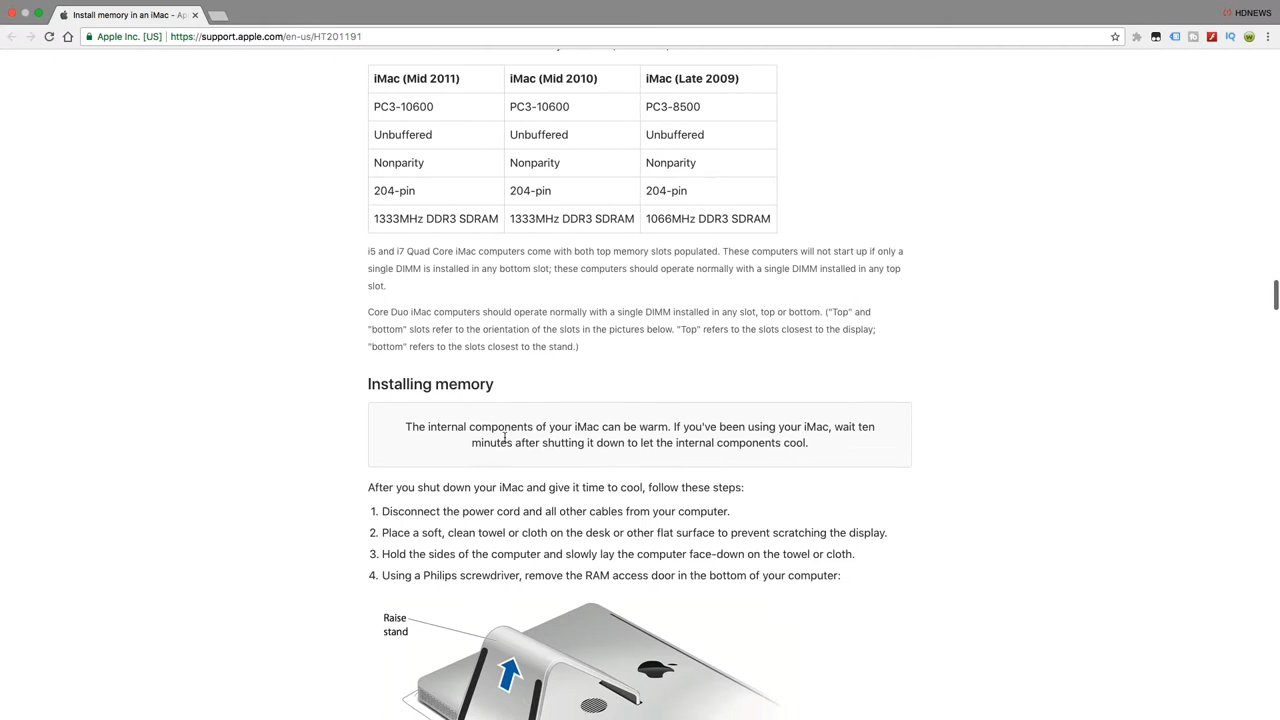 Install memory in an iMac - Ap
HDNEWS
Apple Inc. [US]
https://support.apple.com/en-us/HT201191
iMac (Mid 2011) iMac (Mid 2010) iMac (Late 2009)
PC3-10600 PC3-10600 PC3-8500
Unbuffered Unbuffered Unbuffered
Nonparity Nonparity Nonparity
204-pin 204-pin 204-pin
1333MHz DDR3 SDRAM 1333MHz DDR3 SDRAM 1066MHz DDR3 SDRAM
i5 and i7 Quad Core iMac computers come with both top memory slots populated. These computers will not start up if only a
single DIMM is installed in any bottom slot; these computers should operate normally with a single DIMM installed in any top
slot.
Core Duo iMac computers should operate normally with a single DIMM installed in any slot, top or bottom. ("Top" and
"bottom" slots refer to the orientation of the slots in the pictures below. "Top" refers to the slots closest to the display;
"bottom" refers to the slots closest to the stand.)
Installing memory
The internal components of your iMac can be warm. If you've been using your iMac, wait ten
minutes after shutting it down to let the internal components cool.
After you shut down your iMac and give it time to cool, follow these steps:
1. Disconnect the power cord and all other cables from your computer.
2. Place a soft, clean towel or cloth on the desk or other flat surface to prevent scratching the display.
3. Hold the sides of the computer and slowly lay the computer face-down on the towel or cloth.
4. Using a Philips screwdriver, remove the RAM access door in the bottom of your computer:
Raise
stand